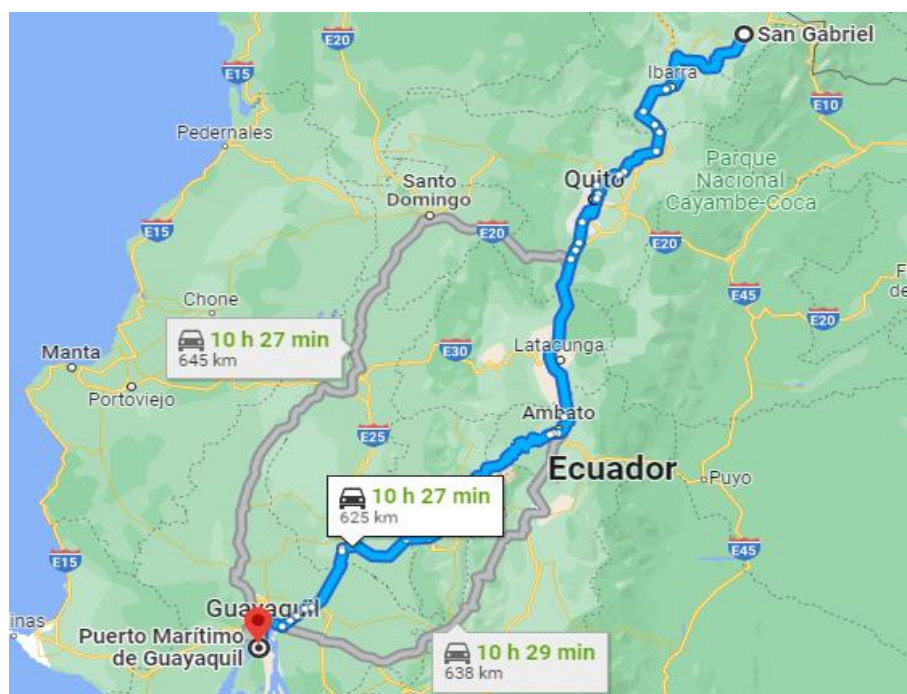 San Gabriel
E20
E15
Ibarra
E10
Pedernales
Parque
Nacional
Cayambe-Coca
Quito
Santo
Domingo
E15
E20
E20
E45
Chone
E20
10 h 27 min
645 km
Manta
E30
Latacunga
Portoviejo
Ambato
E25
Ecuador
Puyo
10 h 27 min
625 km
E45
E15
Guayaquil
Puerto Marítimo
de Guayaquil
10 h 29 min
638 km